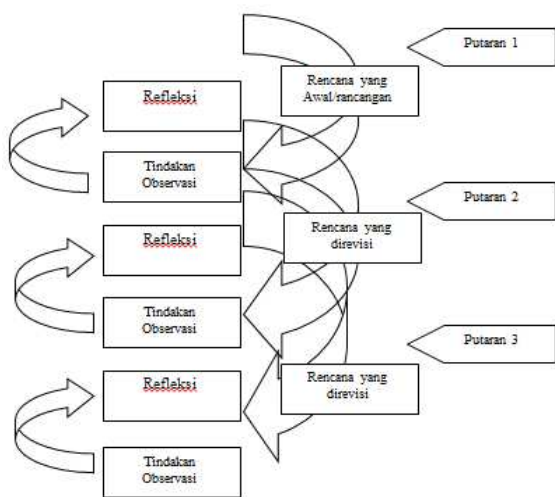 Putaran 1
Rencana yang
Awal/rancangan
Refleksi
Tindakan
Observasi
Putaran 2
Rencana yang
direvisi
Refleksi
Tindakan
Observasi
Putaran 3
Rencana yang
direvisi
Refleksi
Tindakan
Observasi